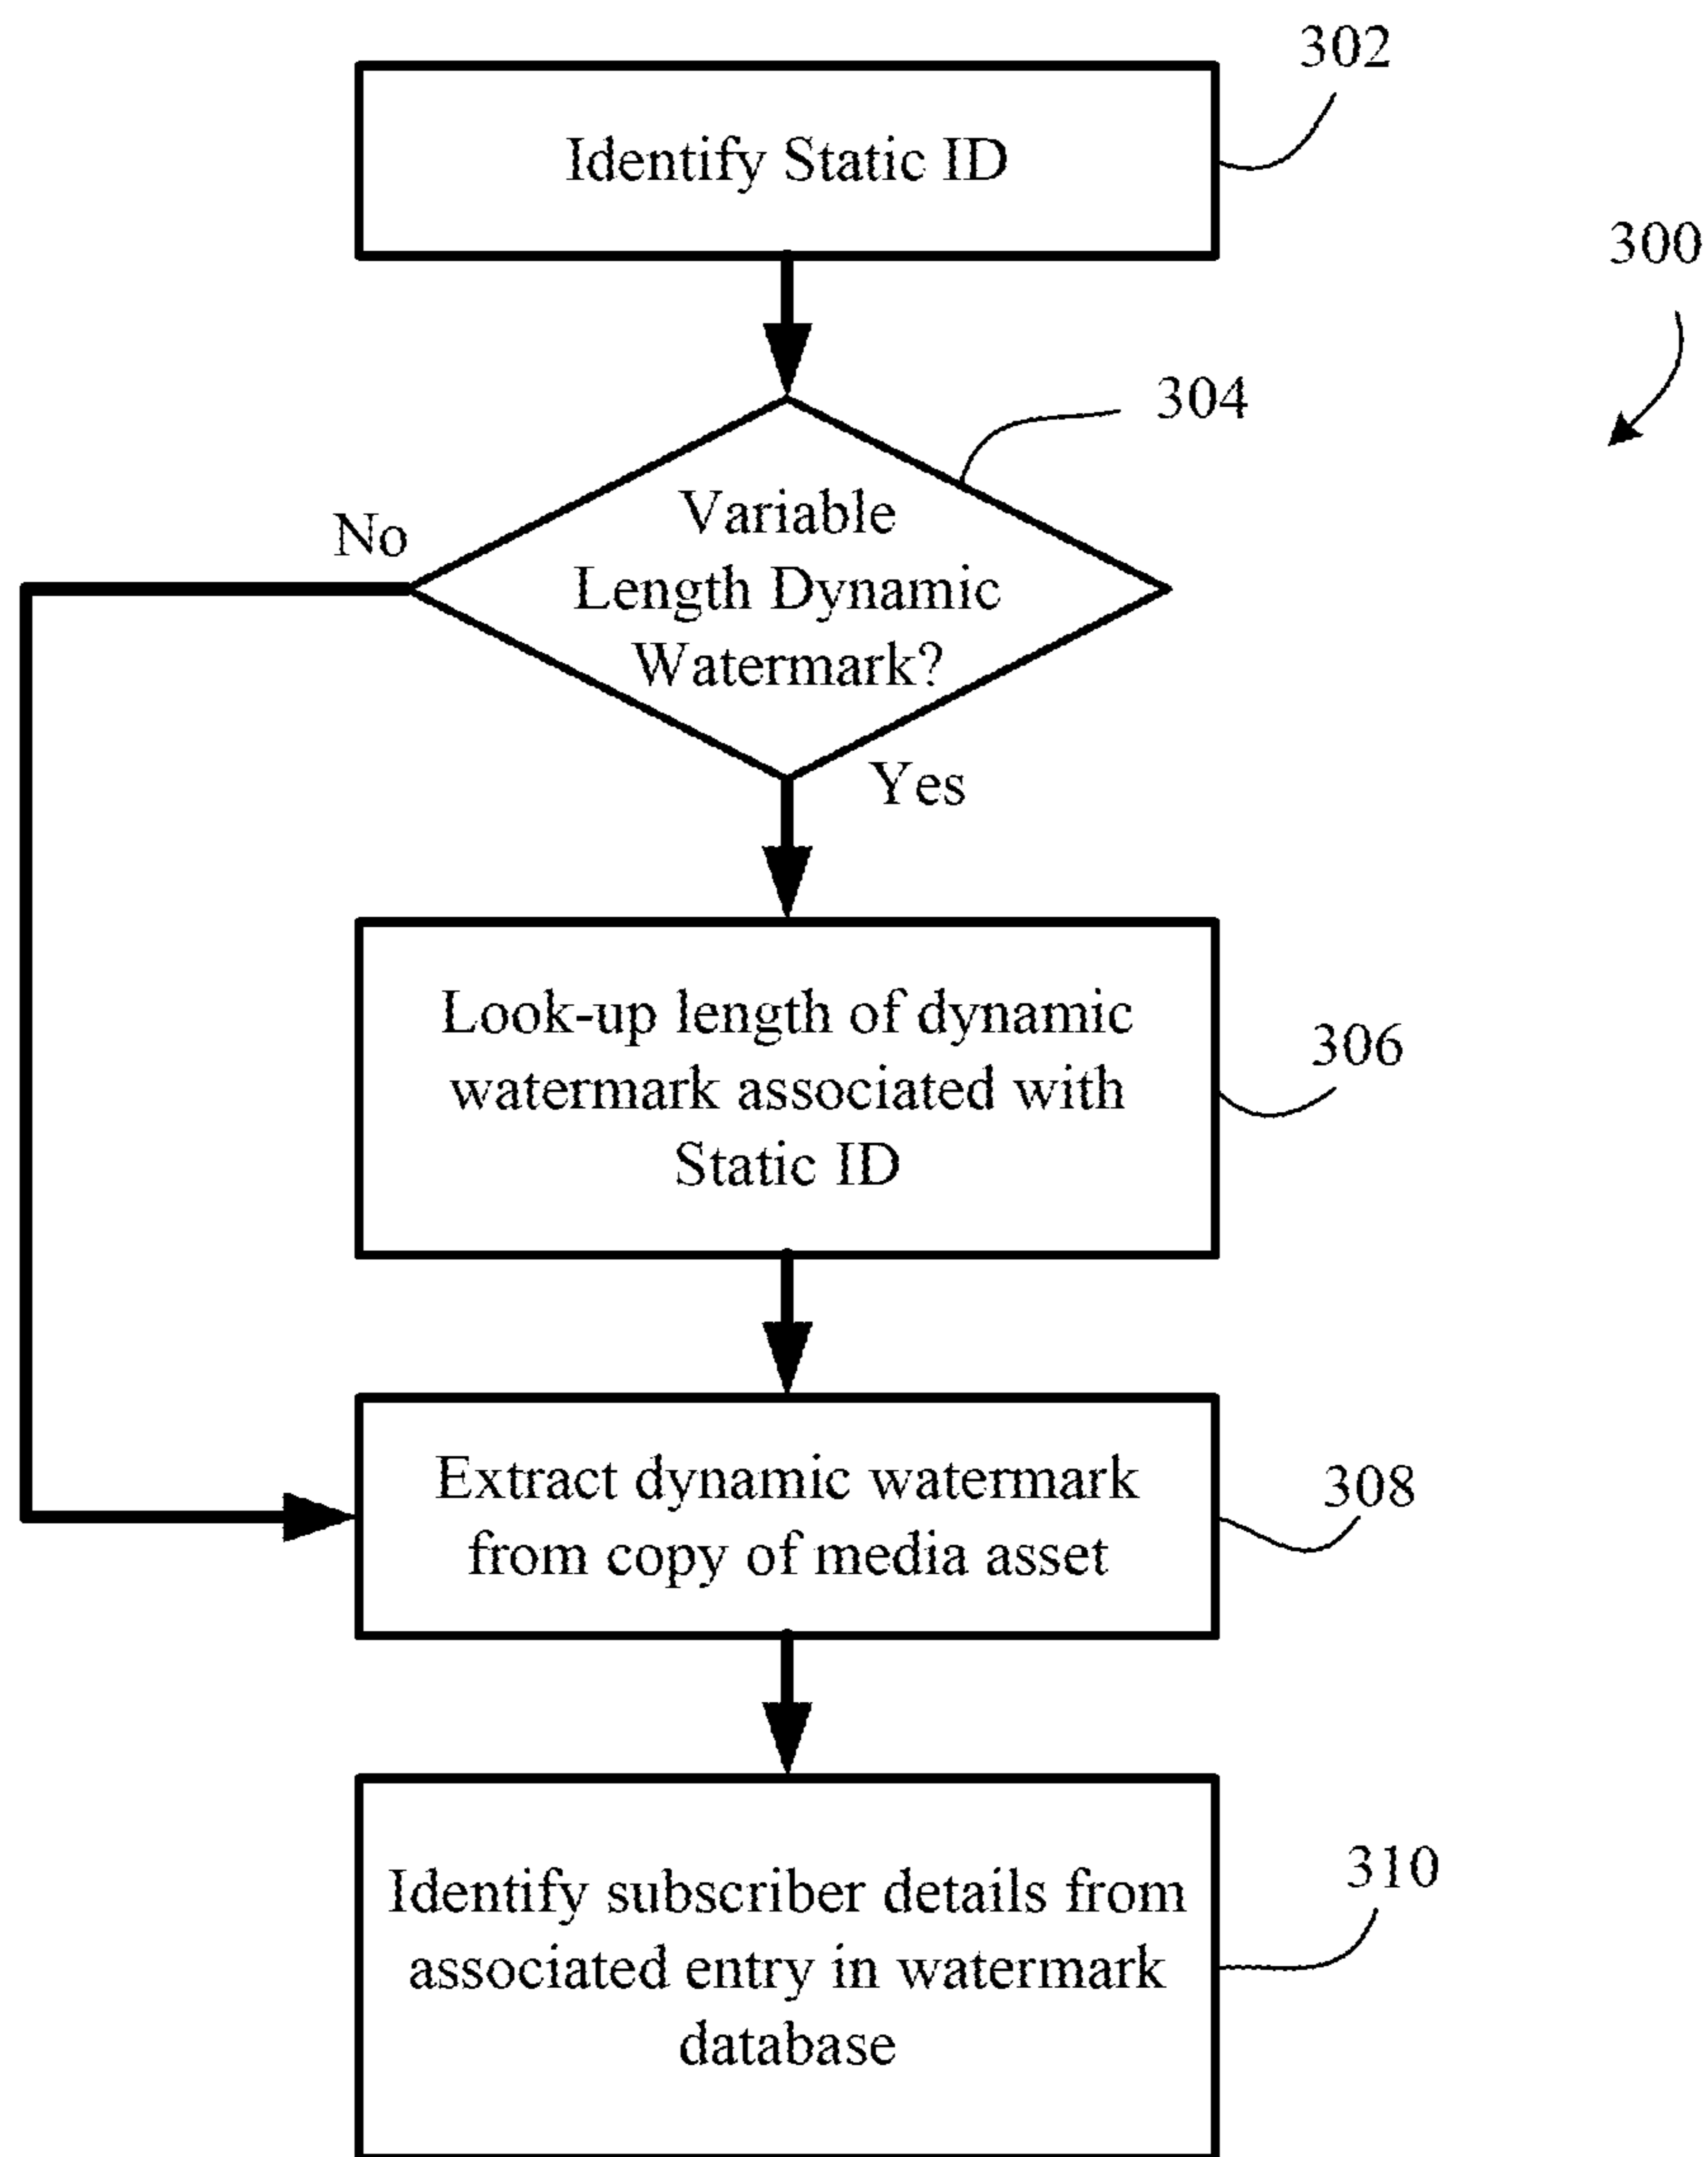 302
Identify Static ID
300
304
No
Variable
Length Dynamic
Watermark?
Yes
Look-up length of dynamic
watermark associated with
Static ID
306
Extract dynamic watermark
from copy of media asset
308
Identify subscriber details from
associated entry in watermark
database
310